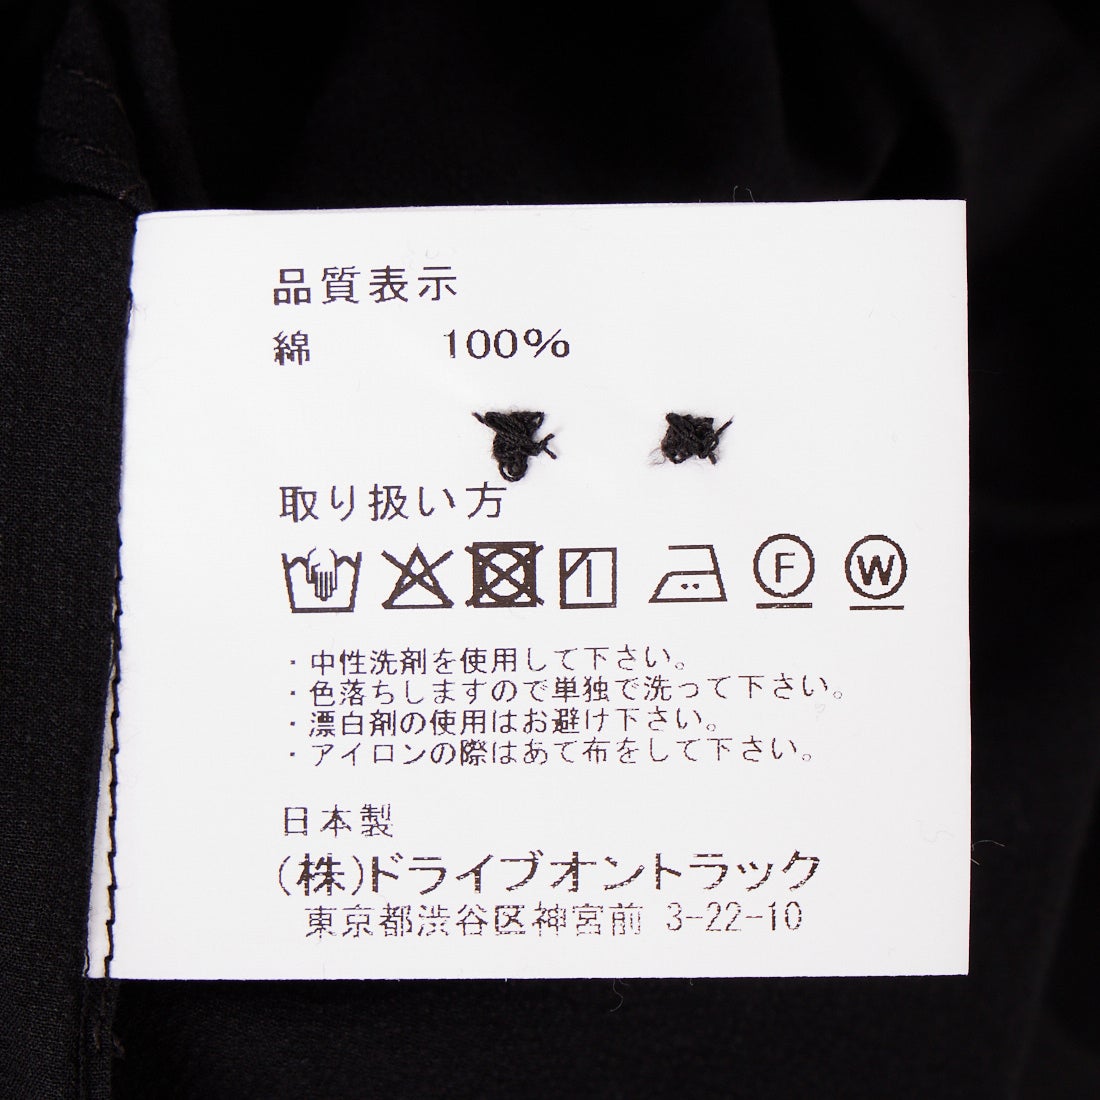 品質表示
綿 100%
取り扱い方
F W
・中性洗剤を使用して下さい。
・色落ちしますので単独で洗って下さい。
・漂白剤の使用はお避け下さい。
・アイロンの際はあて布をして下さい。
日本製
(株)ドライブオントラック
東京都渋谷区神宮前 3-22-10